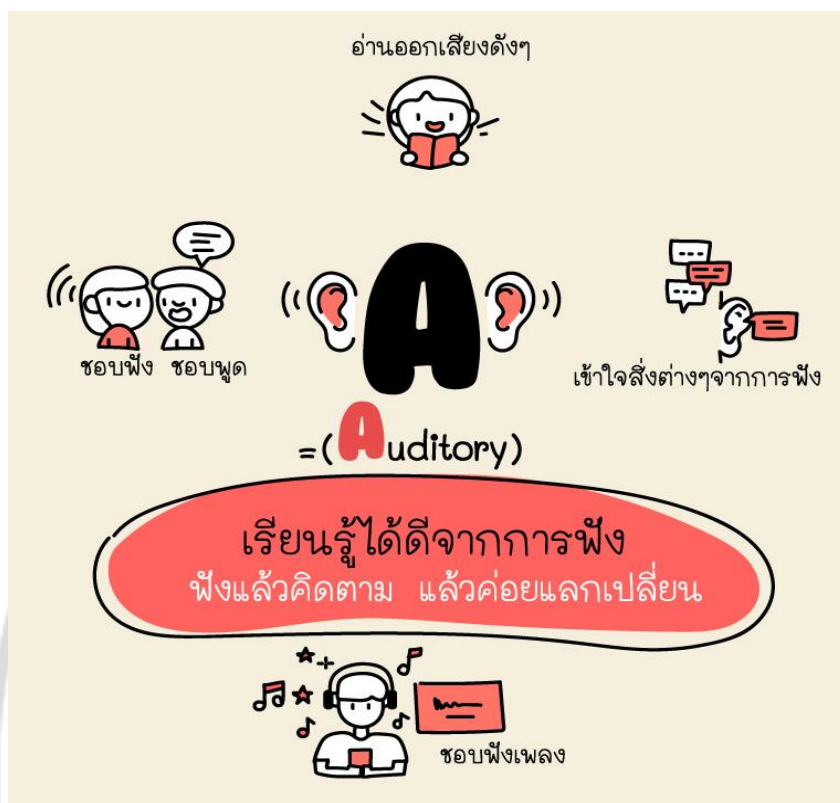 อ่านออกเสียงดังๆ
ชอบฟัง ชอบพูด
A
เข้าใจสิ่งต่างๆจากการฟัง
=(Auditory)
เรียนรู้ได้ดีจากการฟัง
ฟังแล้วคิดตาม แล้วค่อยแลกเปลี่ยน
ชอบฟังเพลง